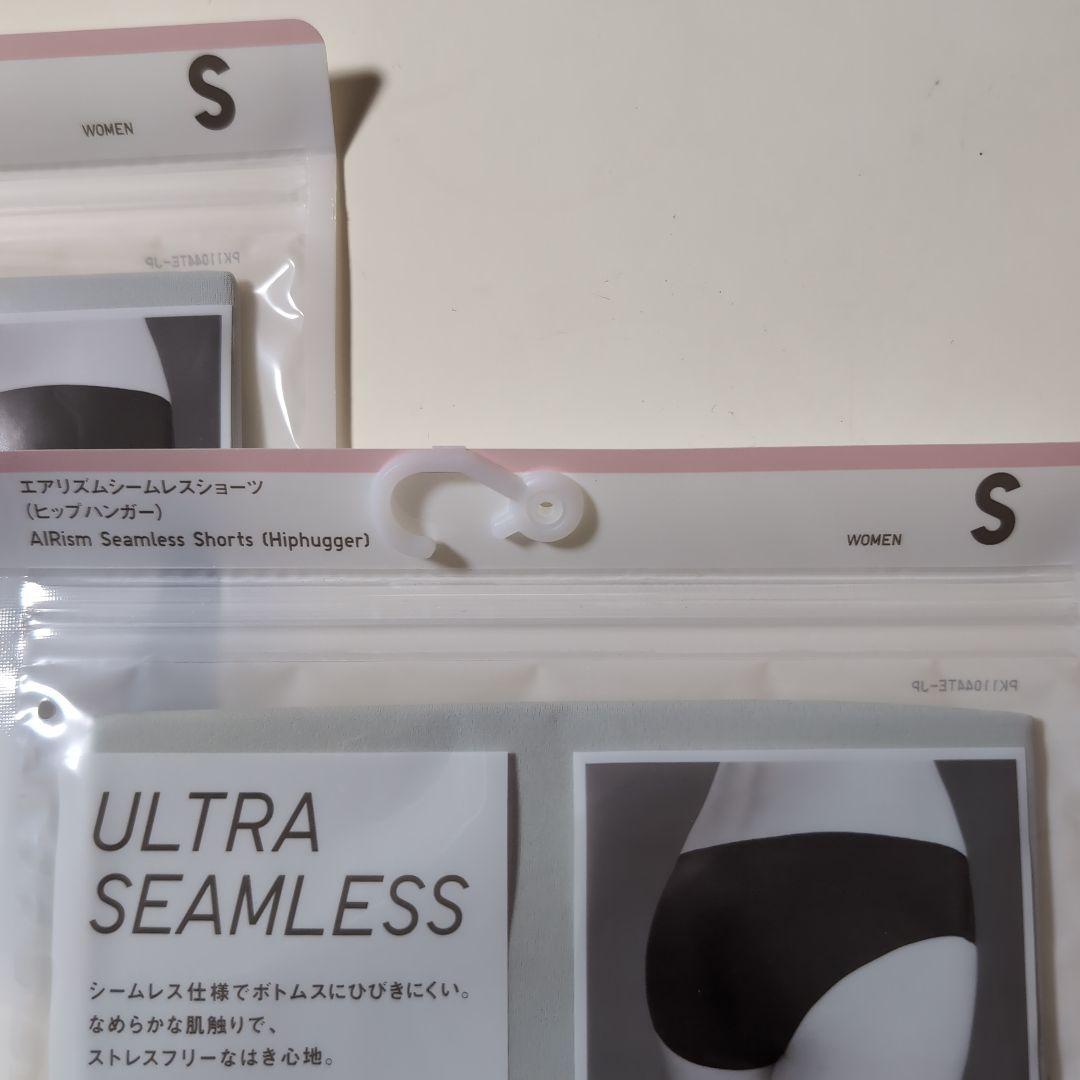 WOMEN S
PK11044TE-JP
エアリズムシームレスショーツ
（ヒップハンガー）
AIRism Seamless Shorts (Hiphugger)
WOMEN S
PK11044TE-JP
ULTRA
SEAMLESS
シームレス仕様でボトムスにひびきにくい。
なめらかな肌触りで、
ストレスフリーなはき心地。